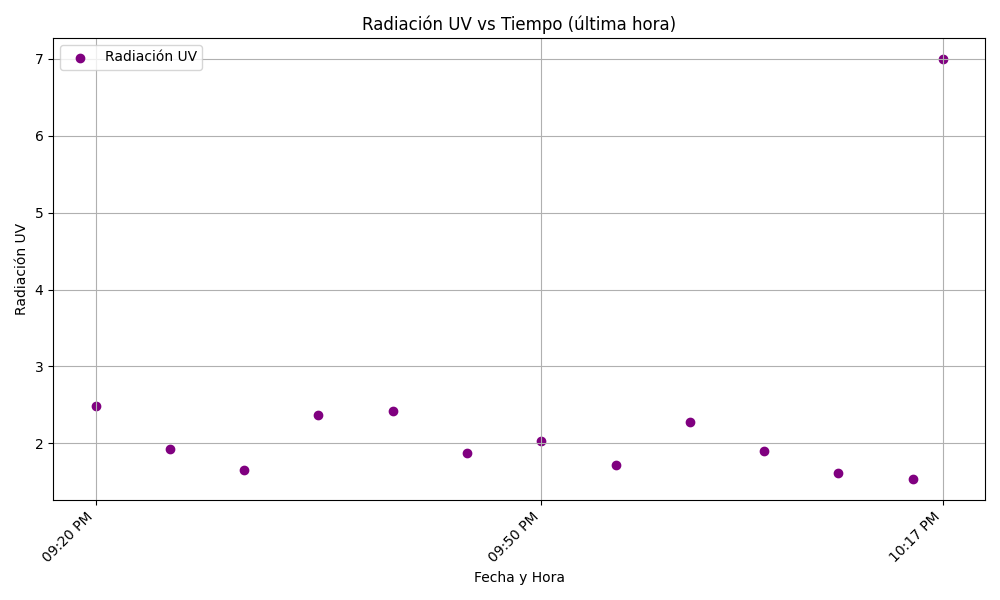 Radiación UV vs Tiempo (última hora)
Radiación UV
7
6
5
4
3
2
Radiación UV
09:20 PM
09:50 PM
10:17 PM
Fecha y Hora